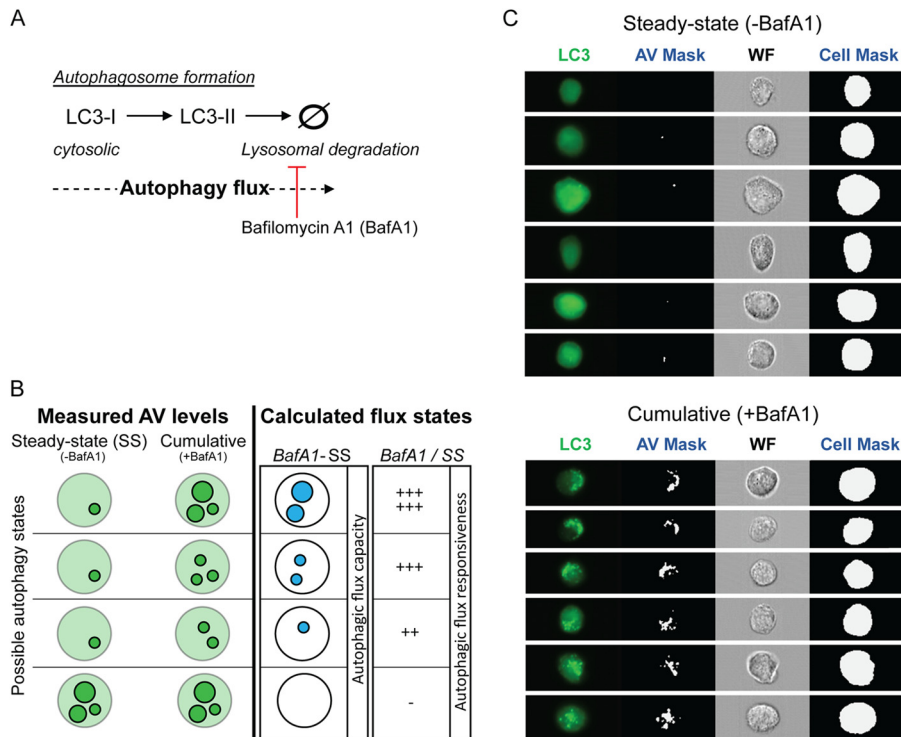 A
Autophagosome formation
LC3-I LC3-II Ø
cytosolic Lysosomal degradation
Autophagy flux
Bafilomycin A1 (BafA1)
B
Measured AV levels
Steady-state (SS)
(-BafA1)
Cumulative
(+BafA1)
Calculated flux states
BafA1-SS
BafA1 / SS
Possible autophagy states
Autophagic flux capacity
Autophagic flux responsiveness
+++
+++
+++
++
-
C
Steady-state (-BafA1)
LC3 AV Mask WF Cell Mask
Cumulative (+BafA1)
LC3 AV Mask WF Cell Mask